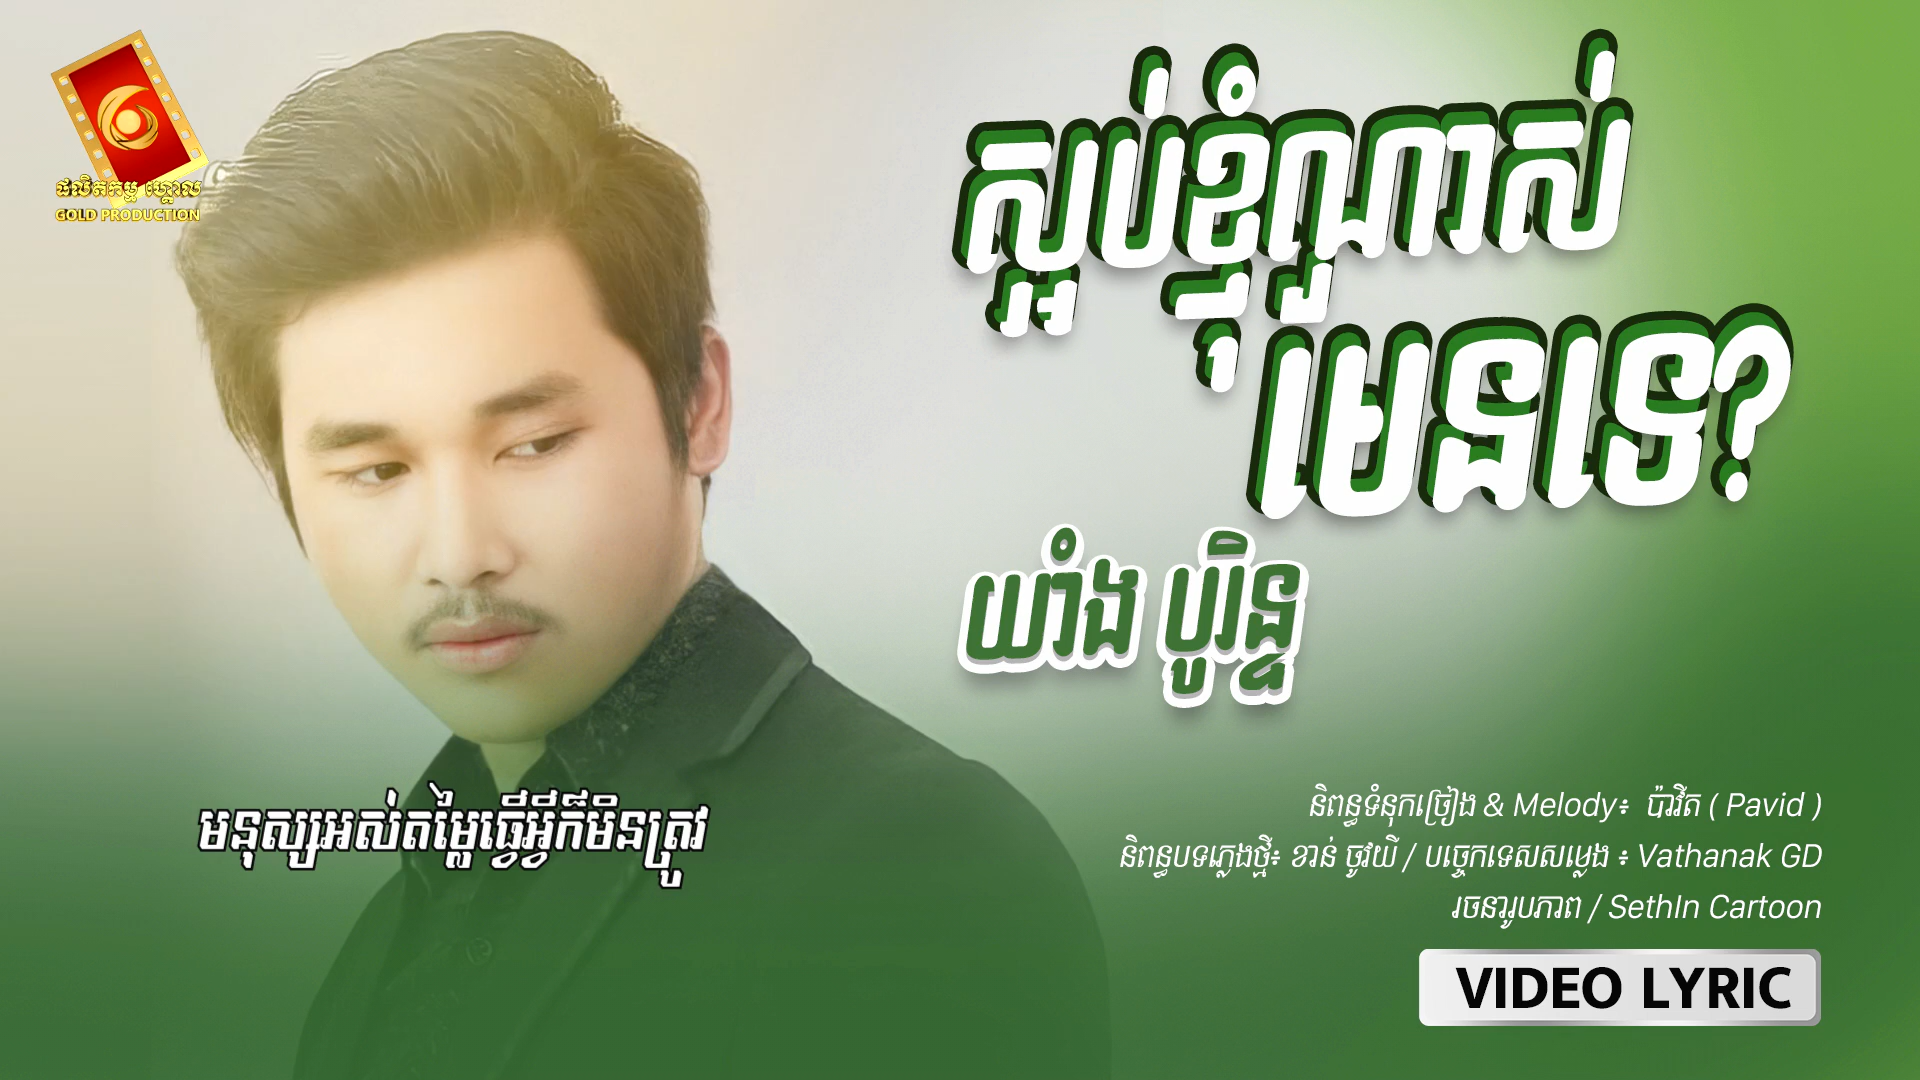 ផលិតកម្ម ហ្គោល
GOLD PRODUCTION
ស្អប់ខ្ញុំណាស់
មែនទេ?
យាំង បូរិន្ទ
មនុស្សអស់តម្លៃធ្វើអ្វីក៏មិនត្រូវ
និពន្ធទំនុកច្រៀង & Melody៖ ប៉ាវីត ( Pavid )
និពន្ធបទភ្លេងថ្មី៖ ខាន់ ចូវយី / បច្ចេកទេសសម្លេង ៖ Vathanak GD
រចនារូបភាព / SethIn Cartoon
VIDEO LYRIC